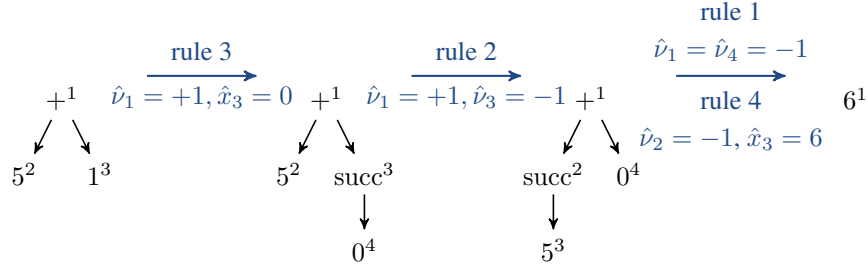 rule 1
rule 3 rule 2 ν̂₁ = ν̂₄ = −1
+¹ ν̂₁ = +1, x̂₃ = 0 +¹ ν̂₁ = +1, ν̂₃ = −1 +¹ rule 4 6¹
ν̂₂ = −1, x̂₃ = 6
5² 1³ 5² succ³ succ² 0⁴
0⁴ 5³